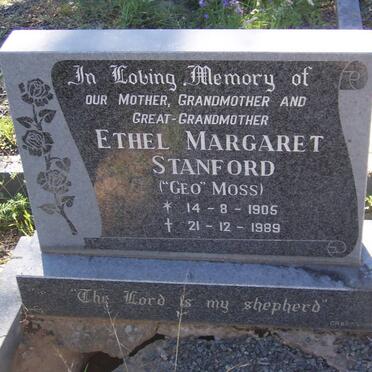 In Loving Memory of
OUR MOTHER, GRANDMOTHER AND
GREAT-GRANDMOTHER
ETHEL MARGARET
STANFORD
("GEO" MOSS)
* 14 - 8 - 1905
† 21 - 12 - 1989
"The Lord is my shepherd"